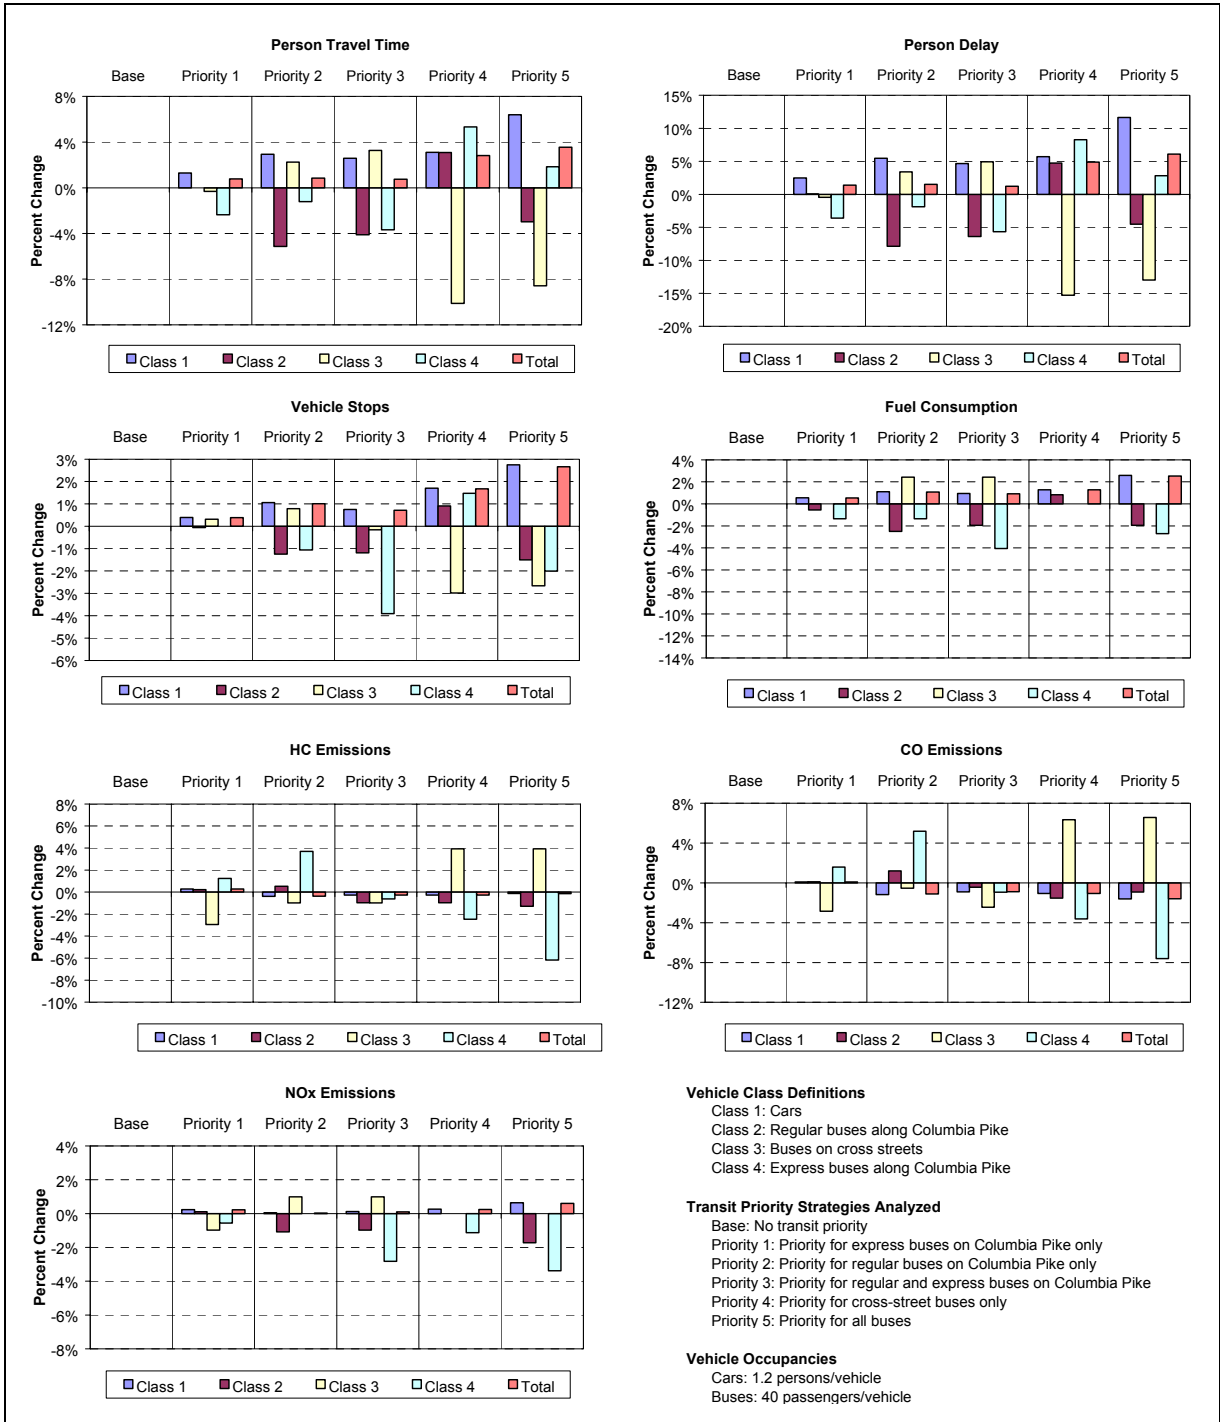 Person Travel Time
Base Priority 1 Priority 2 Priority 3 Priority 4 Priority 5
8%
4%
0%
-4%
-8%
-12%
Percent Change
Class 1 Class 2 Class 3 Class 4 Total
Person Delay
Base Priority 1 Priority 2 Priority 3 Priority 4 Priority 5
15%
10%
5%
0%
-5%
-10%
-15%
-20%
Percent Change
Class 1 Class 2 Class 3 Class 4 Total
Vehicle Stops
Base Priority 1 Priority 2 Priority 3 Priority 4 Priority 5
3%
2%
1%
0%
-1%
-2%
-3%
-4%
-5%
-6%
Percent Change
Class 1 Class 2 Class 3 Class 4 Total
Fuel Consumption
Base Priority 1 Priority 2 Priority 3 Priority 4 Priority 5
4%
2%
0%
-2%
-4%
-6%
-8%
-10%
-12%
-14%
Percent Change
Class 1 Class 2 Class 3 Class 4 Total
HC Emissions
Base Priority 1 Priority 2 Priority 3 Priority 4 Priority 5
8%
6%
4%
2%
0%
-2%
-4%
-6%
-8%
-10%
Percent Change
Class 1 Class 2 Class 3 Class 4 Total
CO Emissions
Base Priority 1 Priority 2 Priority 3 Priority 4 Priority 5
8%
4%
0%
-4%
-8%
-12%
Percent Change
Class 1 Class 2 Class 3 Class 4 Total
NOx Emissions
Base Priority 1 Priority 2 Priority 3 Priority 4 Priority 5
4%
2%
0%
-2%
-4%
-6%
-8%
Percent Change
Class 1 Class 2 Class 3 Class 4 Total
Vehicle Class Definitions
Class 1: Cars
Class 2: Regular buses along Columbia Pike
Class 3: Buses on cross streets
Class 4: Express buses along Columbia Pike
Transit Priority Strategies Analyzed
Base: No transit priority
Priority 1: Priority for express buses on Columbia Pike only
Priority 2: Priority for regular buses on Columbia Pike only
Priority 3: Priority for regular and express buses on Columbia Pike
Priority 4: Priority for cross-street buses only
Priority 5: Priority for all buses
Vehicle Occupancies
Cars: 1.2 persons/vehicle
Buses: 40 passengers/vehicle